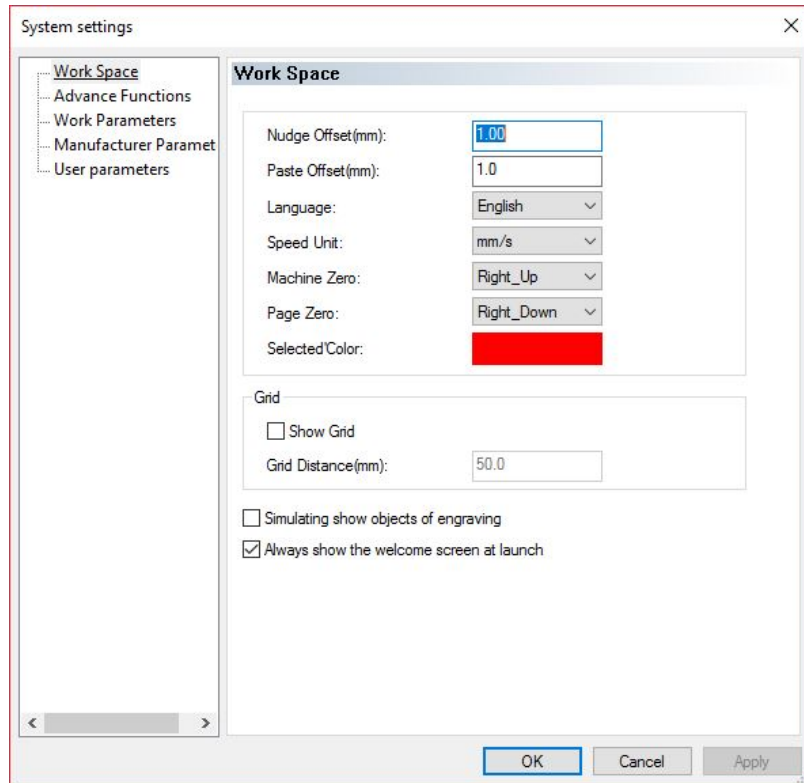 System settings
Work Space
Advance Functions
Work Parameters
Manufacturer Paramet
User parameters
Work Space
Nudge Offset(mm): 1.00
Paste Offset(mm): 1.0
Language: English
Speed Unit: mm/s
Machine Zero: Right_Up
Page Zero: Right_Down
Selected'Color:
Grid
Show Grid
Grid Distance(mm): 50.0
Simulating show objects of engraving
Always show the welcome screen at launch
OK Cancel Apply